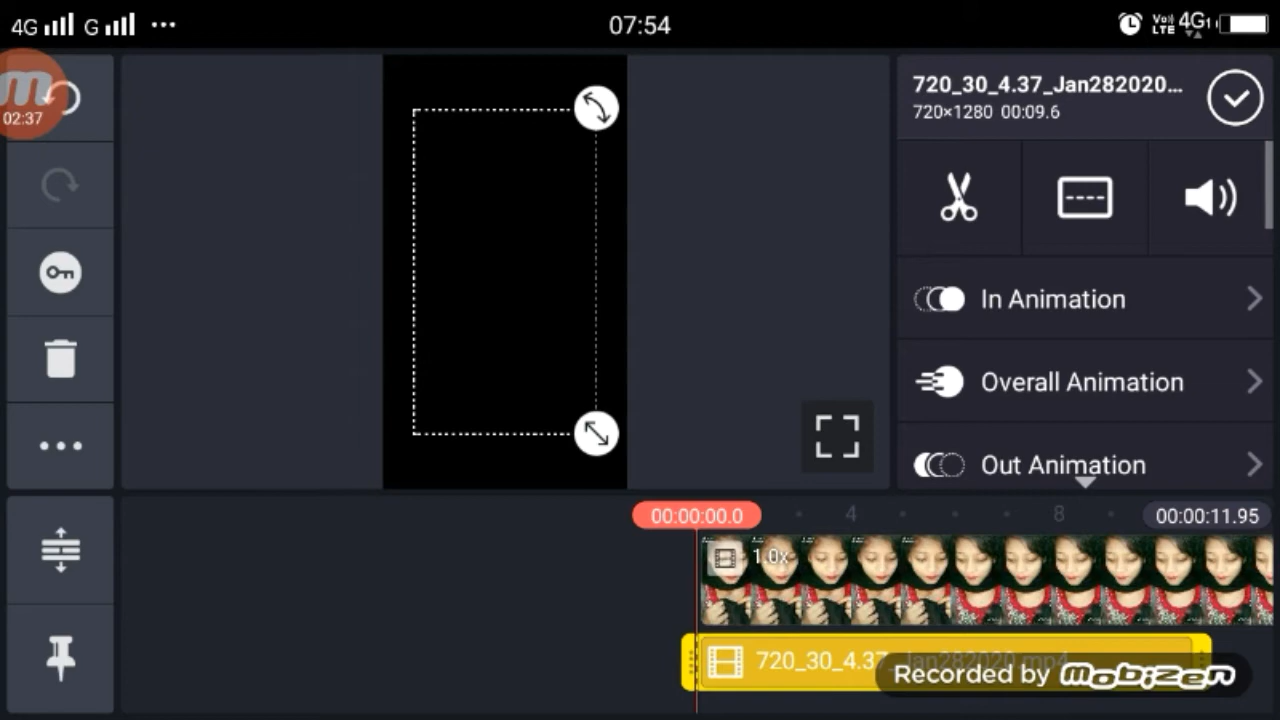 4G G ... 07:54 VoLTE 4G
m
02:37
720_30_4.37_Jan282020...
720×1280 00:09.6
In Animation
Overall Animation
Out Animation
00:00:00.0 4 8 00:00:11.95
1.0x
720_30_4.37_Jan282020.mp4
Recorded by mobizen